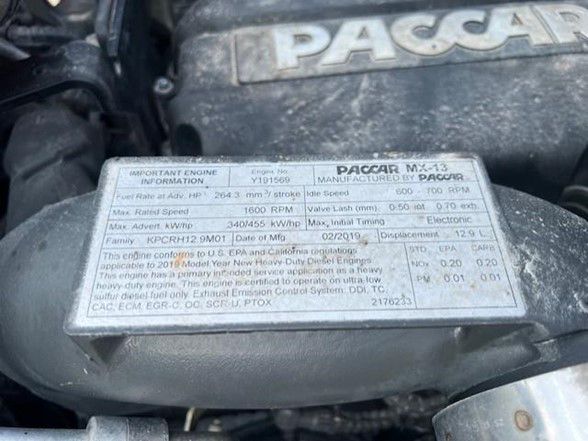 PACCAR
IMPORTANT ENGINE INFORMATION
Engine No. Y191569
PACCAR MX-13
MANUFACTURED BY PACCAR
Fuel Rate at Adv. HP 264.3 mm³/stroke Idle Speed 600 - 700 RPM
Max. Rated Speed 1600 RPM Valve Lash (mm) 0.50 int 0.70 exh.
Max. Advert. kW/hp 340/455 kW/hp Max. Initial Timing Electronic
Family KPCRH12.9M01 Date of Mfg 02/2019 Displacement 12.9 L
This engine conforms to U.S. EPA and California regulations
applicable to 2019 Model Year New Heavy-Duty Diesel Engines
This engine has a primary intended service application as a
heavy-duty engine. This engine is certified to operate on ultra low
sulfur diesel fuel only. Exhaust Emission Control System: DDI, TC,
CAC, ECM, EGR-C, OC, SCR-U, PTOX 2176233
STD EPA CARB
NOx 0.20 0.20
PM 0.01 0.01